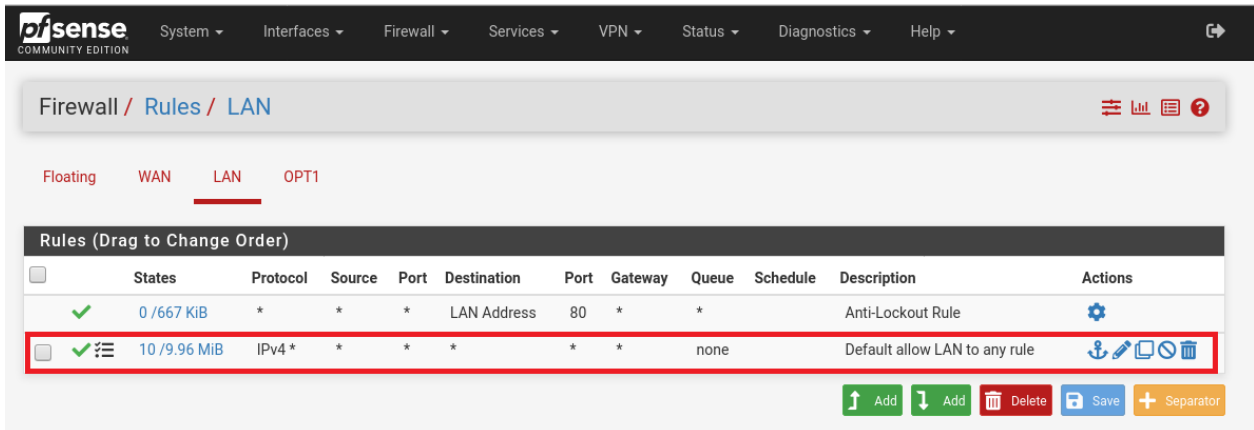 pfsense System Interfaces Firewall Services VPN Status Diagnostics Help
COMMUNITY EDITION
Firewall / Rules / LAN
Floating WAN LAN OPT1
Rules (Drag to Change Order)
States Protocol Source Port Destination Port Gateway Queue Schedule Description Actions
0 /667 KiB * * * LAN Address 80 * * Anti-Lockout Rule
10 /9.96 MiB IPv4 * * * * * * none Default allow LAN to any rule
Add Add Delete Save Separator